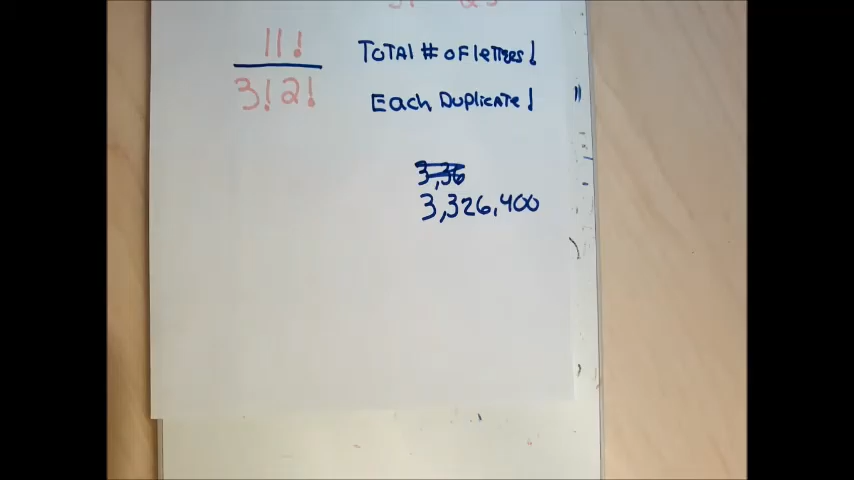 11! Total # of letters!
3!2! Each Duplicate!
3,36
3,326,400